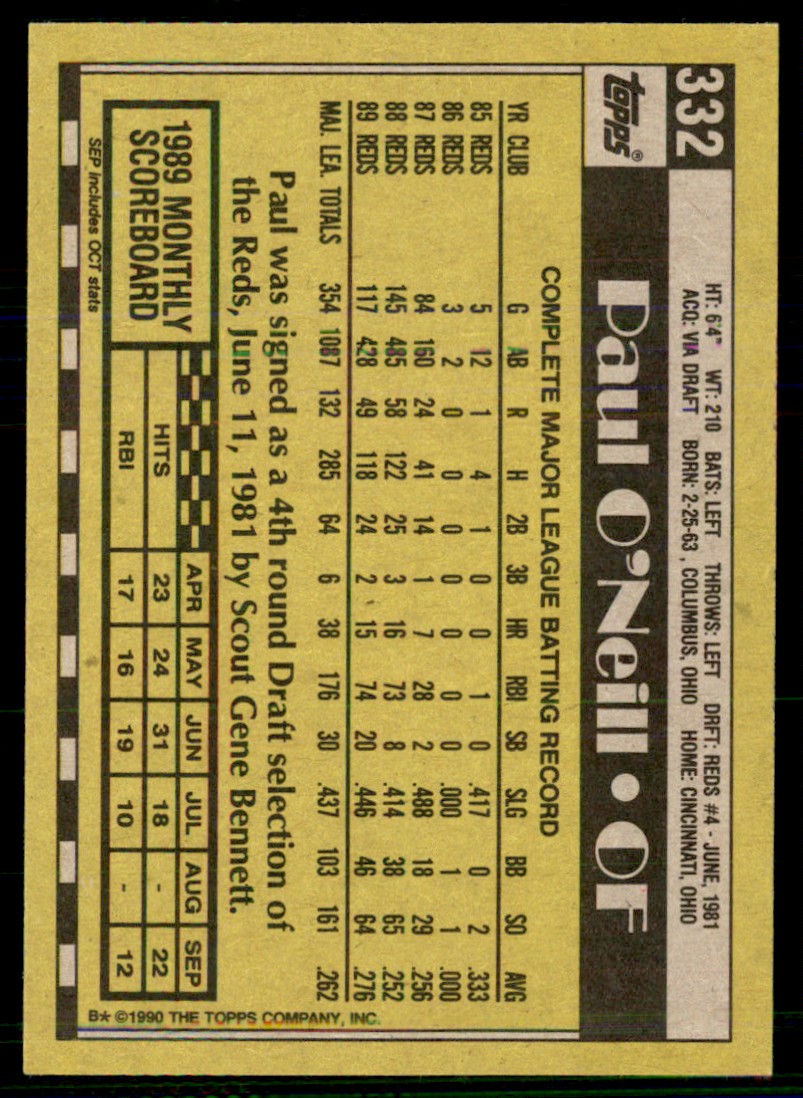 332
topps®
HT: 6'4" WT: 210 BATS: LEFT THROWS: LEFT DRFT: REDS #4 - JUNE, 1981
ACQ: VIA DRAFT BORN: 2-25-63 , COLUMBUS, OHIO HOME: CINCINNATI, OHIO
Paul O'Neill • OF
COMPLETE MAJOR LEAGUE BATTING RECORD
YR CLUB G AB R H 2B 3B HR RBI SB SLG BB SO AVG
85 REDS 5 12 1 4 1 0 0 1 0 .417 0 2 .333
86 REDS 3 2 0 0 0 0 0 0 0 .000 1 1 .000
87 REDS 84 160 24 41 14 1 7 28 2 .488 18 29 .256
88 REDS 145 485 58 122 25 3 16 73 8 .414 38 65 .252
89 REDS 117 428 49 118 24 2 15 74 20 .446 46 64 .276
MAJ. LEA. TOTALS 354 1087 132 285 64 6 38 176 30 .437 103 161 .262
Paul was signed as a 4th round Draft selection of
the Reds, June 11, 1981 by Scout Gene Bennett.
1989 MONTHLY
SCOREBOARD
APR MAY JUN JUL AUG SEP
HITS 23 24 31 18 - 22
RBI 17 16 19 10 - 12
SEP includes OCT stats
B* ©1990 THE TOPPS COMPANY, INC.